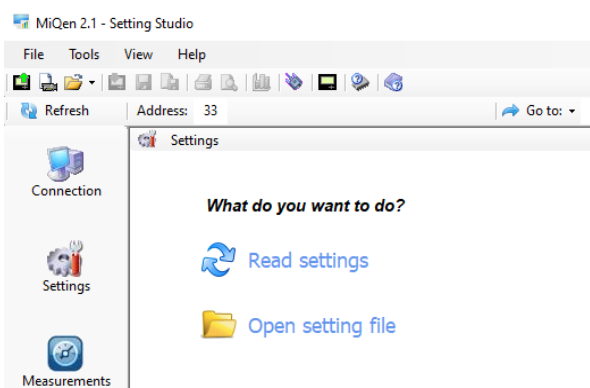 MiQen 2.1 - Setting Studio
File Tools View Help
Refresh Address: 33 Go to:
Settings
Connection
What do you want to do?
Read settings
Settings
Open setting file
Measurements